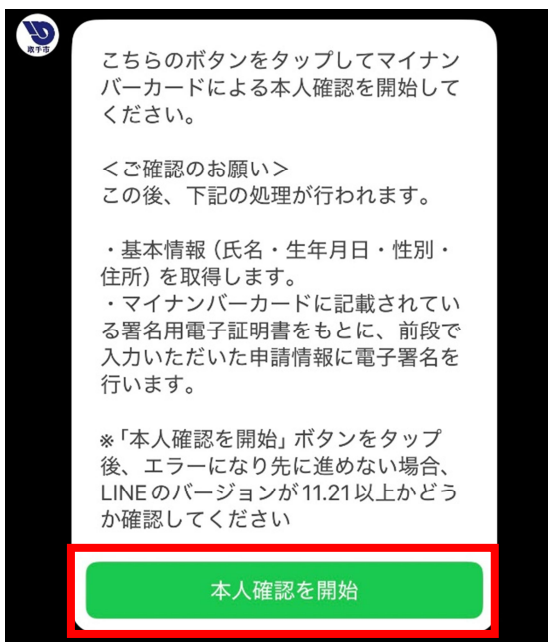 取手市
こちらのボタンをタップしてマイナン
バーカードによる本人確認を開始して
ください。
＜ご確認のお願い＞
この後、下記の処理が行われます。
・基本情報（氏名・生年月日・性別・
住所）を取得します。
・マイナンバーカードに記載されてい
る署名用電子証明書をもとに、前段で
入力いただいた申請情報に電子署名を
行います。
※「本人確認を開始」ボタンをタップ
後、エラーになり先に進めない場合、
LINEのバージョンが11.21以上かどう
か確認してください
本人確認を開始